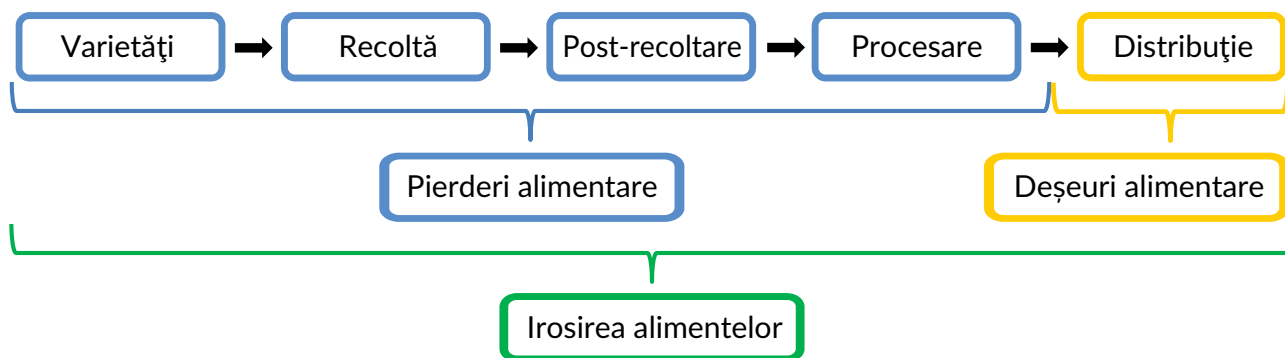 Varietăţi
Recoltă
Post-recoltare
Procesare
Distribuţie
Pierderi alimentare
Deșeuri alimentare
Irosirea alimentelor